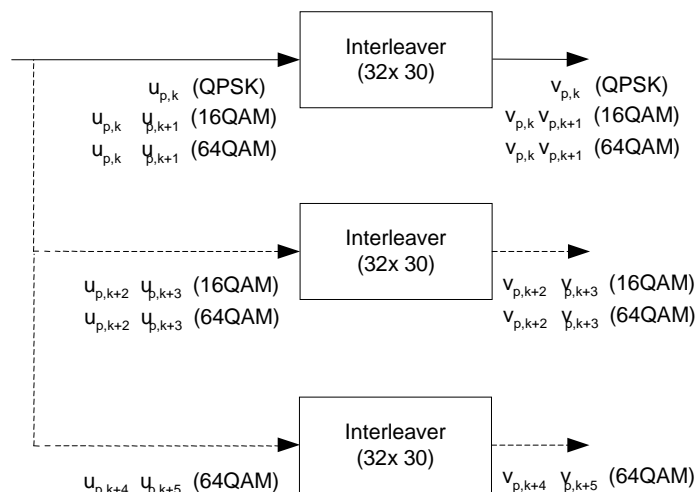 Interleaver
(32x 30)
u_p,k (QPSK)
u_p,k u_p,k+1 (16QAM)
u_p,k u_p,k+1 (64QAM)
v_p,k (QPSK)
v_p,k v_p,k+1 (16QAM)
v_p,k v_p,k+1 (64QAM)
Interleaver
(32x 30)
u_p,k+2 u_p,k+3 (16QAM)
u_p,k+2 u_p,k+3 (64QAM)
v_p,k+2 v_p,k+3 (16QAM)
v_p,k+2 v_p,k+3 (64QAM)
Interleaver
(32x 30)
u_p,k+4 u_p,k+5 (64QAM)
v_p,k+4 v_p,k+5 (64QAM)